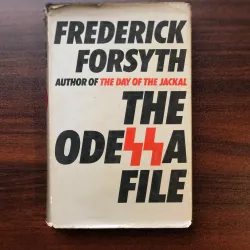 FREDERICK
FORSYTH
AUTHOR OF THE DAY OF THE JACKAL
THE
ODESSA
FILE